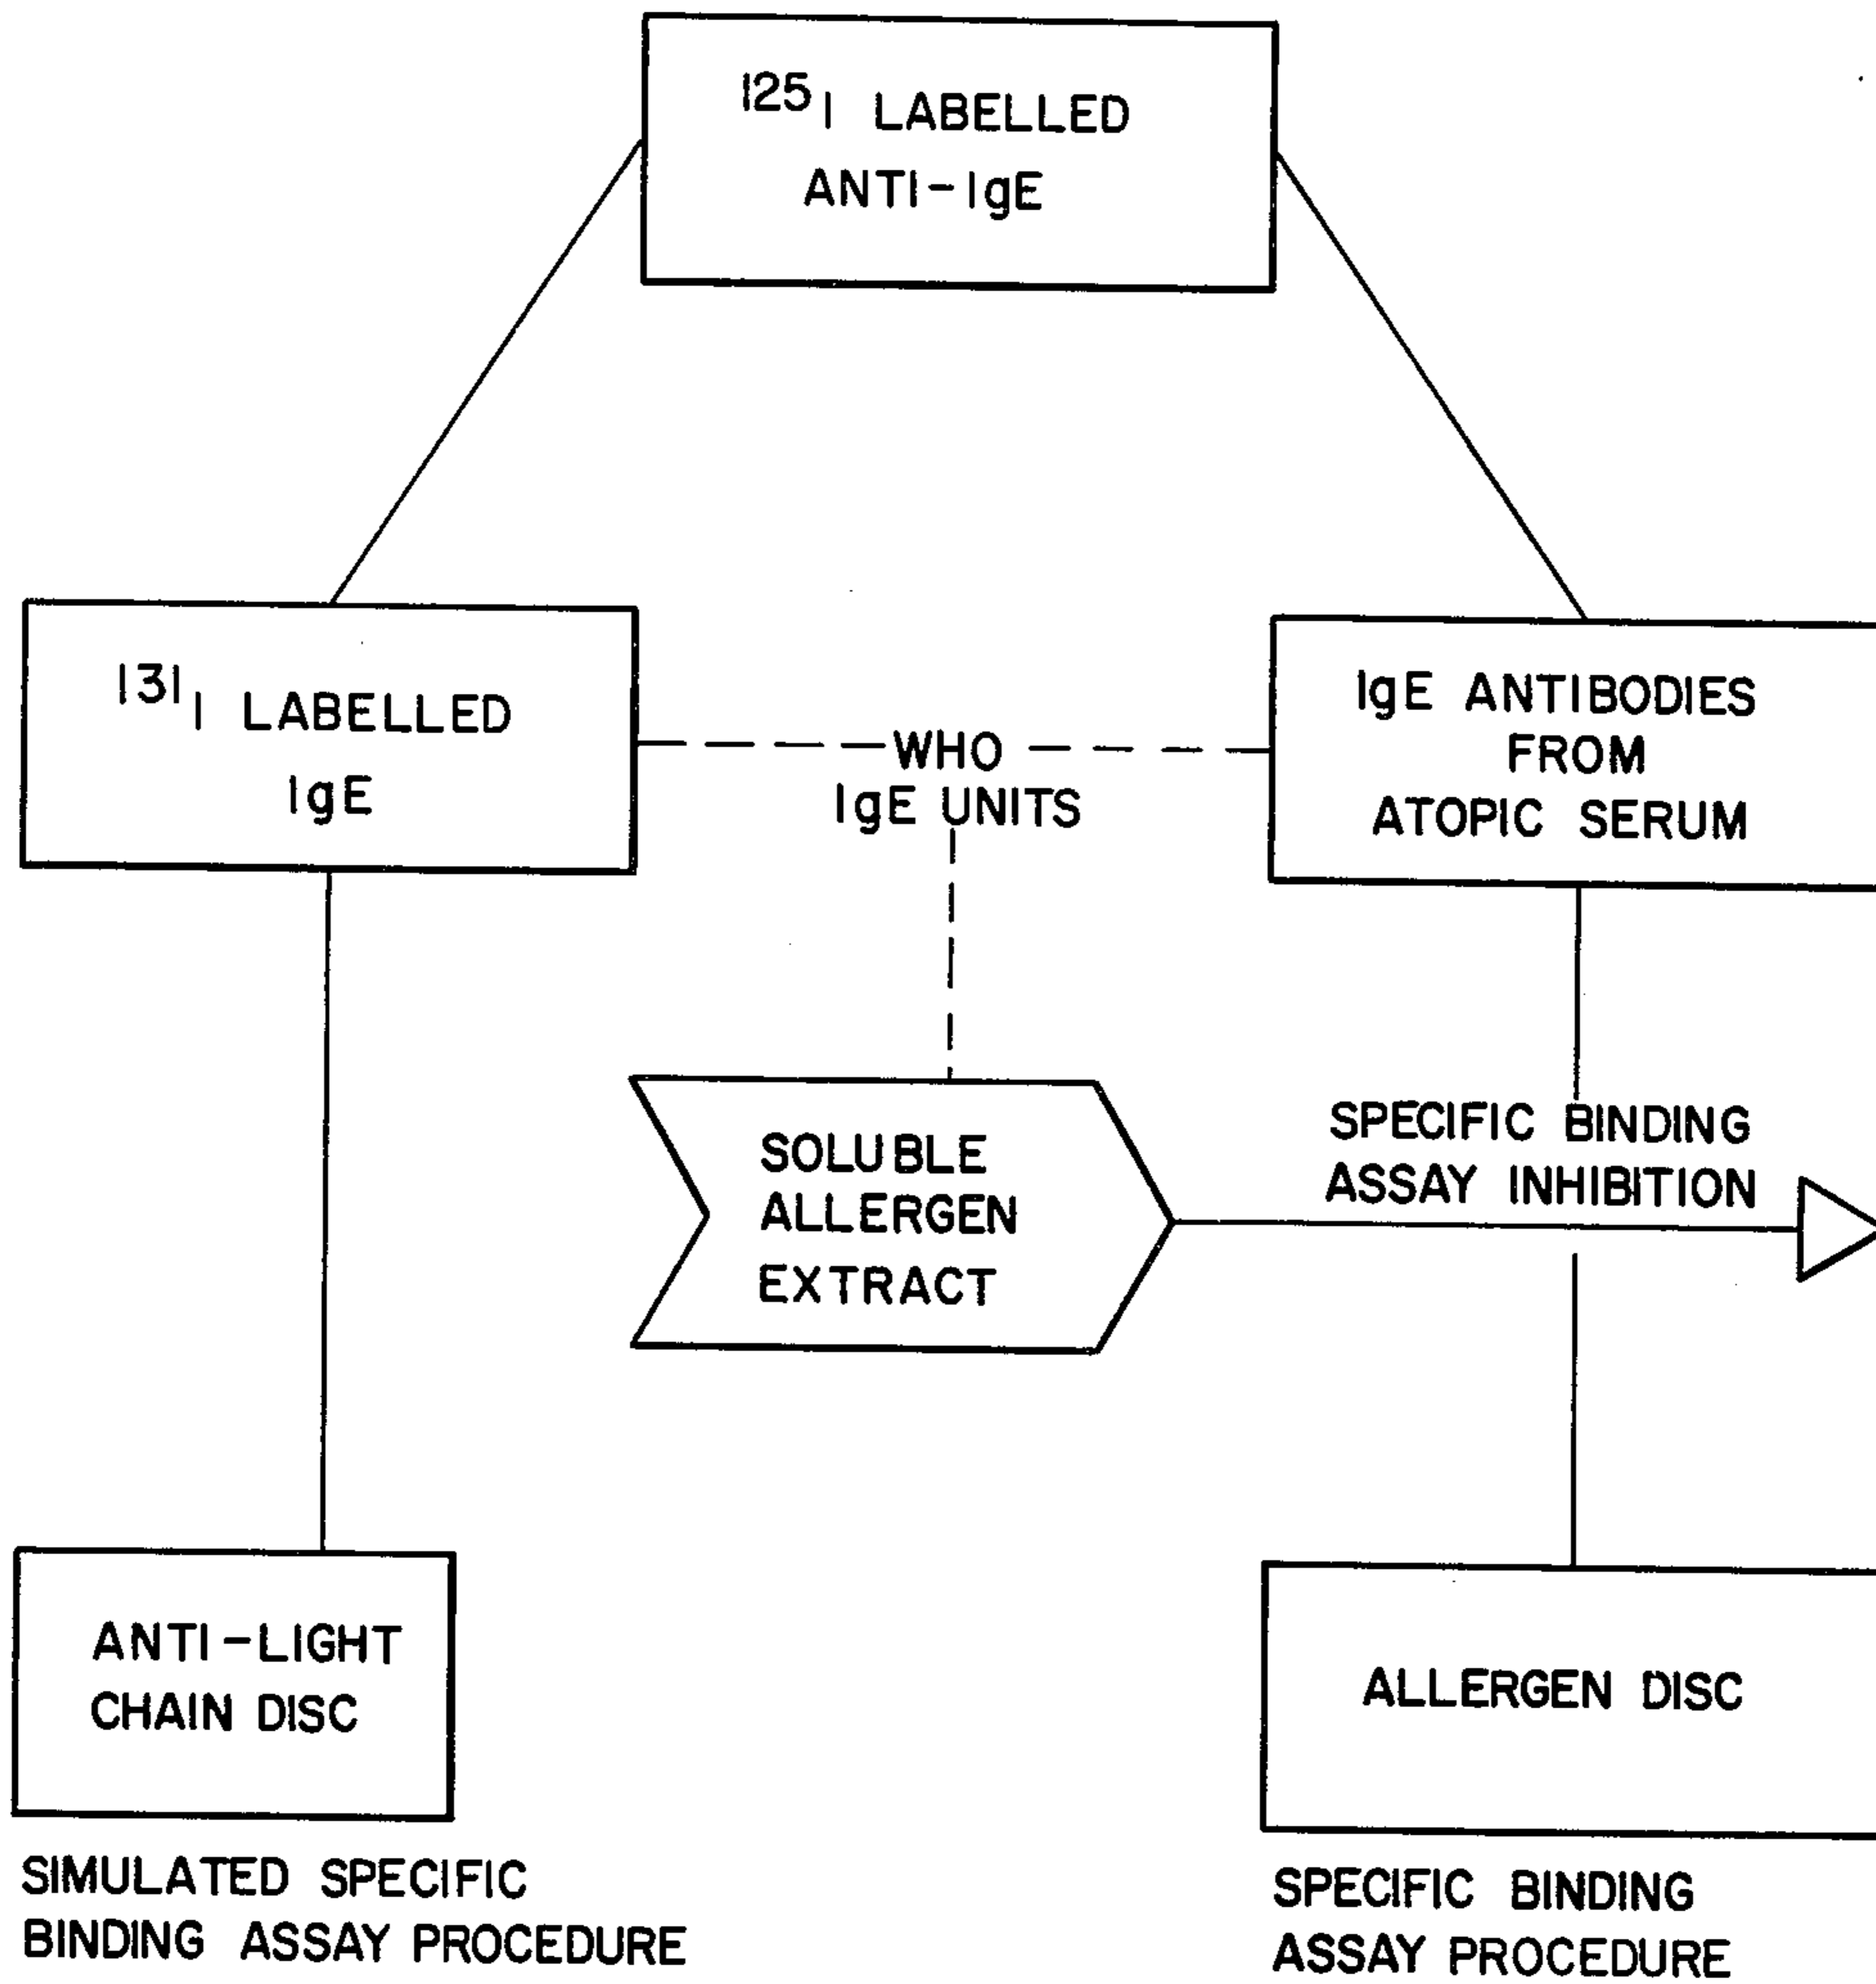 125I LABELLED
ANTI-IgE
131I LABELLED
IgE
WHO
IgE UNITS
IgE ANTIBODIES
FROM
ATOPIC SERUM
SOLUBLE
ALLERGEN
EXTRACT
SPECIFIC BINDING
ASSAY INHIBITION
ANTI-LIGHT
CHAIN DISC
ALLERGEN DISC
SIMULATED SPECIFIC
BINDING ASSAY PROCEDURE
SPECIFIC BINDING
ASSAY PROCEDURE